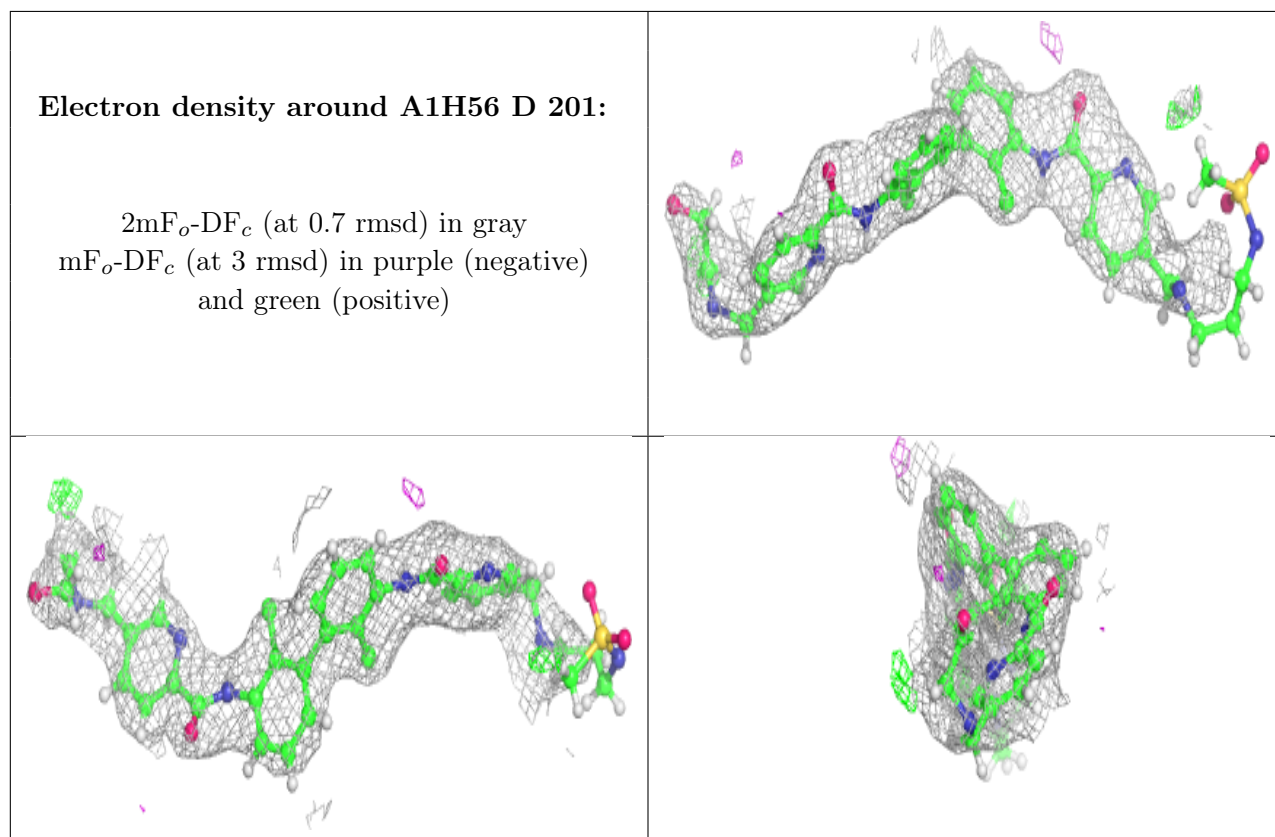 Electron density around A1H56 D 201:
2mFo-DFc (at 0.7 rmsd) in gray
mFo-DFc (at 3 rmsd) in purple (negative)
and green (positive)